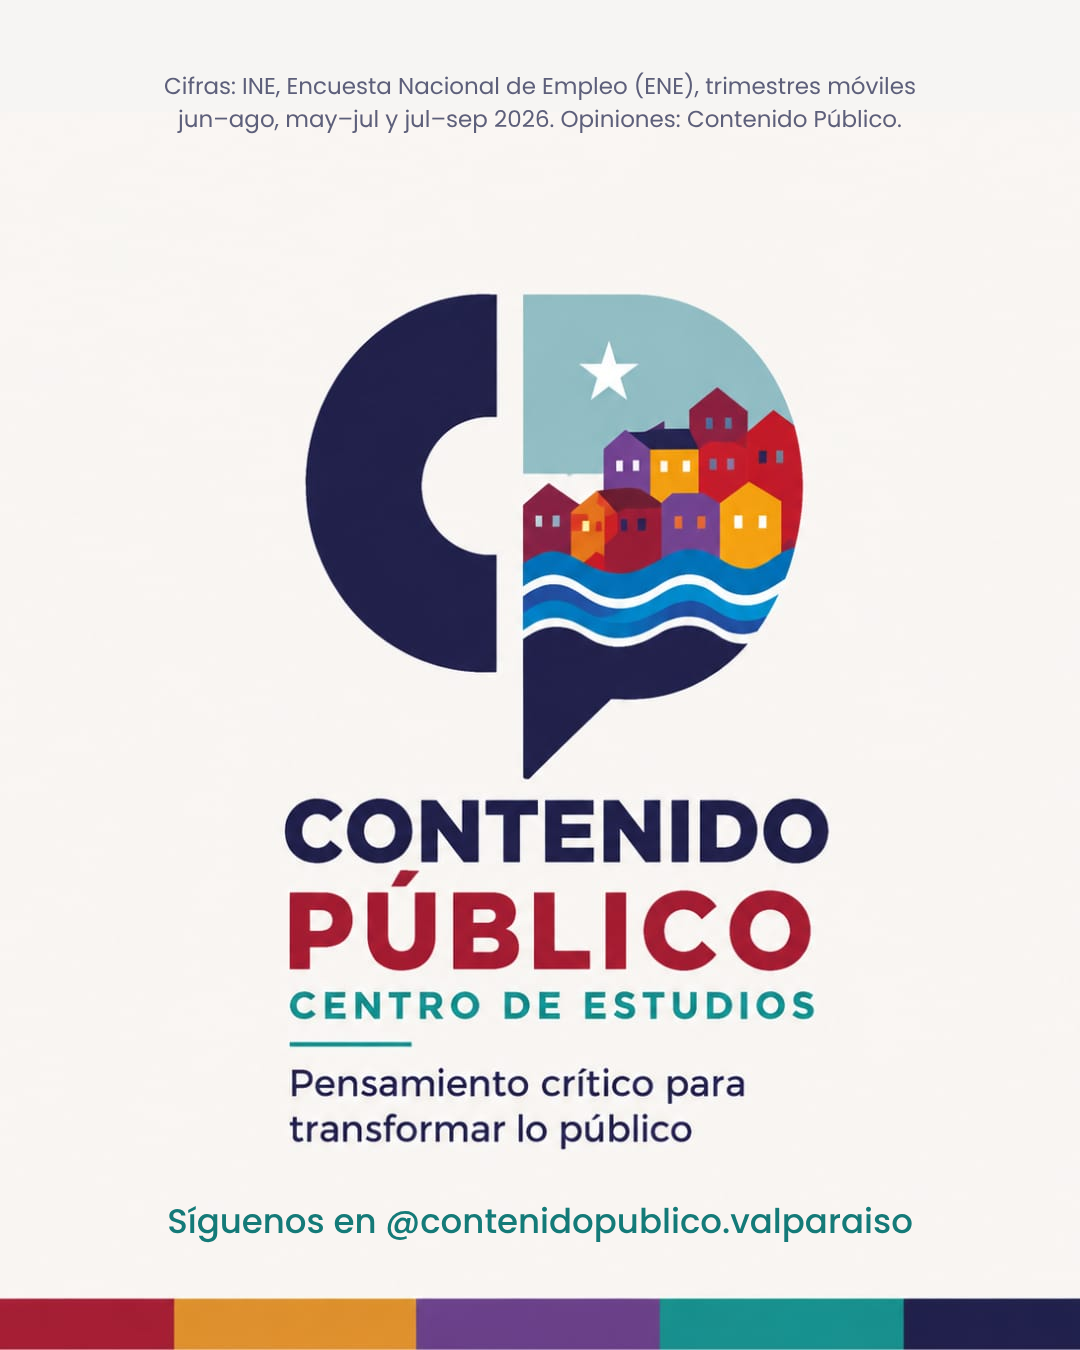 Cifras: INE, Encuesta Nacional de Empleo (ENE), trimestres móviles
jun–ago, may–jul y jul–sep 2026. Opiniones: Contenido Público.
CONTENIDO
PÚBLICO
CENTRO DE ESTUDIOS
Pensamiento crítico para
transformar lo público
Síguenos en @contenidopublico.valparaiso